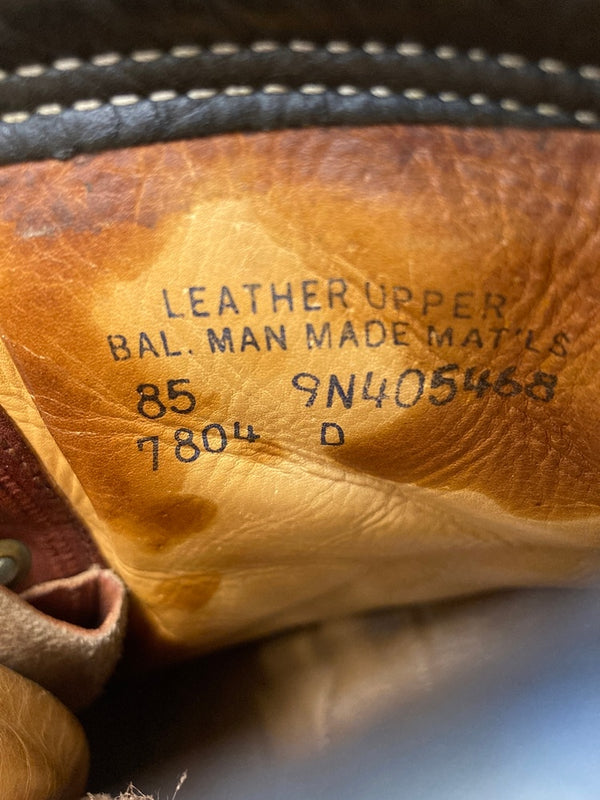 LEATHER UPPER
BAL. MAN MADE MAT'LS
85 9N405468
7804 D